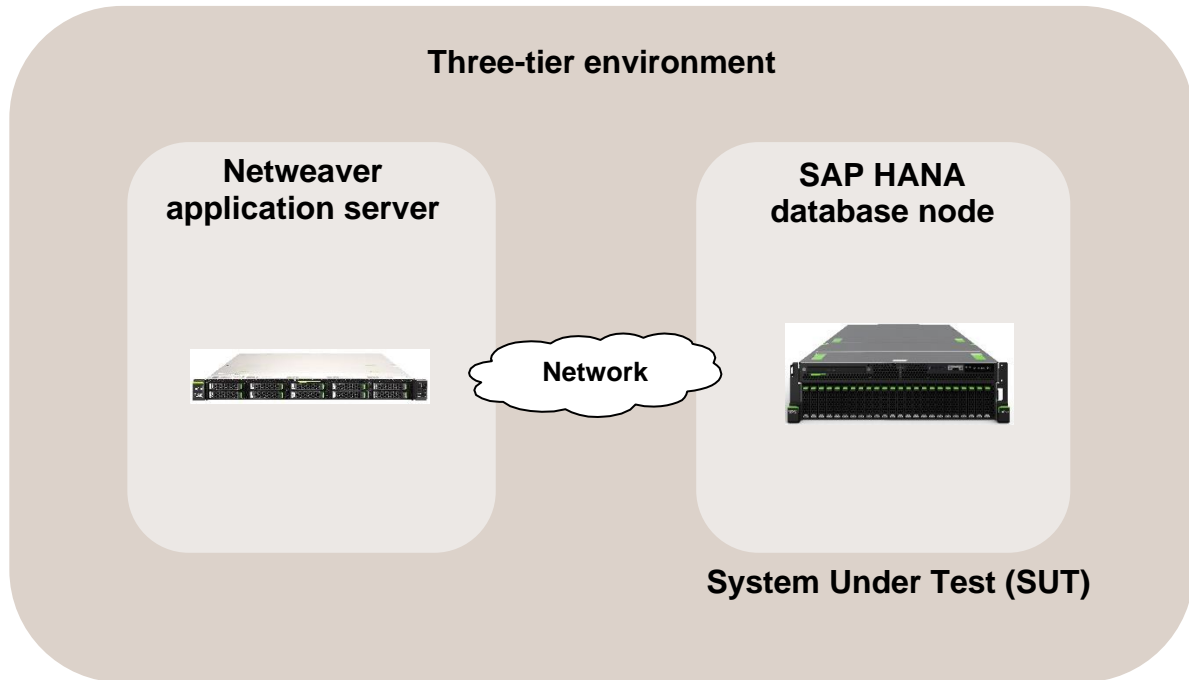 Three-tier environment
Netweaver
application server
SAP HANA
database node
Network
System Under Test (SUT)